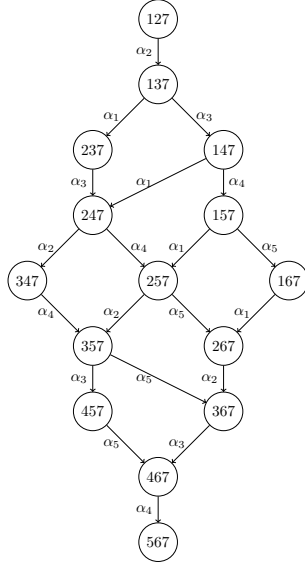 127
α₂
137
α₁ α₃
237 147
α₃ α₁ α₄
247 157
α₂ α₄ α₁ α₅
347 257 167
α₄ α₂ α₅ α₁
357 267
α₃ α₅ α₂
457 367
α₅ α₃
467
α₄
567